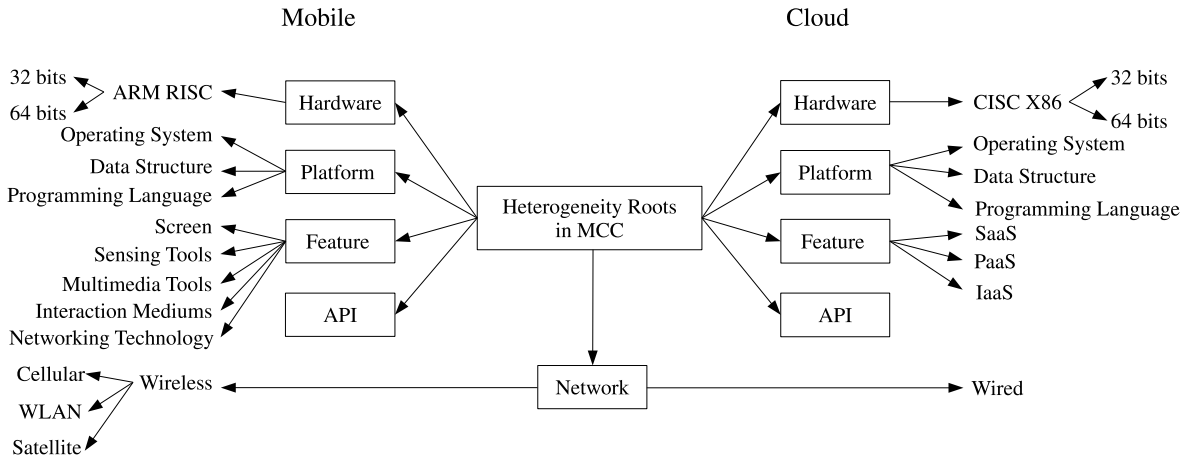 Mobile
Cloud
32 bits
64 bits
ARM RISC
Hardware
Operating System
Data Structure
Programming Language
Platform
Screen
Sensing Tools
Multimedia Tools
Interaction Mediums
Networking Technology
Feature
API
Heterogeneity Roots
in MCC
Hardware
CISC X86
32 bits
64 bits
Platform
Operating System
Data Structure
Programming Language
Feature
SaaS
PaaS
IaaS
API
Cellular
WLAN
Satellite
Wireless
Network
Wired